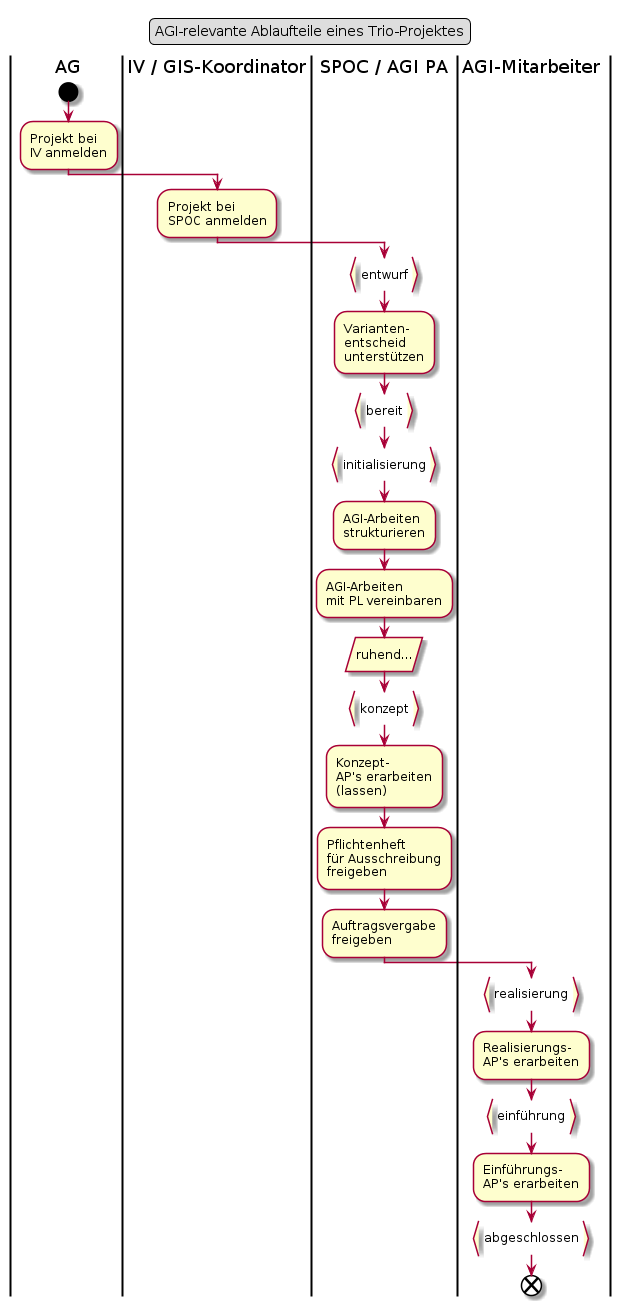 AGI-relevante Ablaufteile eines Trio-Projektes
AG
IV / GIS-Koordinator
SPOC / AGI PA
AGI-Mitarbeiter
Projekt bei
IV anmelden
Projekt bei
SPOC anmelden
entwurf
Varianten-
entscheid
unterstützen
bereit
initialisierung
AGI-Arbeiten
strukturieren
AGI-Arbeiten
mit PL vereinbaren
ruhend...
konzept
Konzept-
AP's erarbeiten
(lassen)
Pflichtenheft
für Ausschreibung
freigeben
Auftragsvergabe
freigeben
realisierung
Realisierungs-
AP's erarbeiten
einführung
Einführungs-
AP's erarbeiten
abgeschlossen